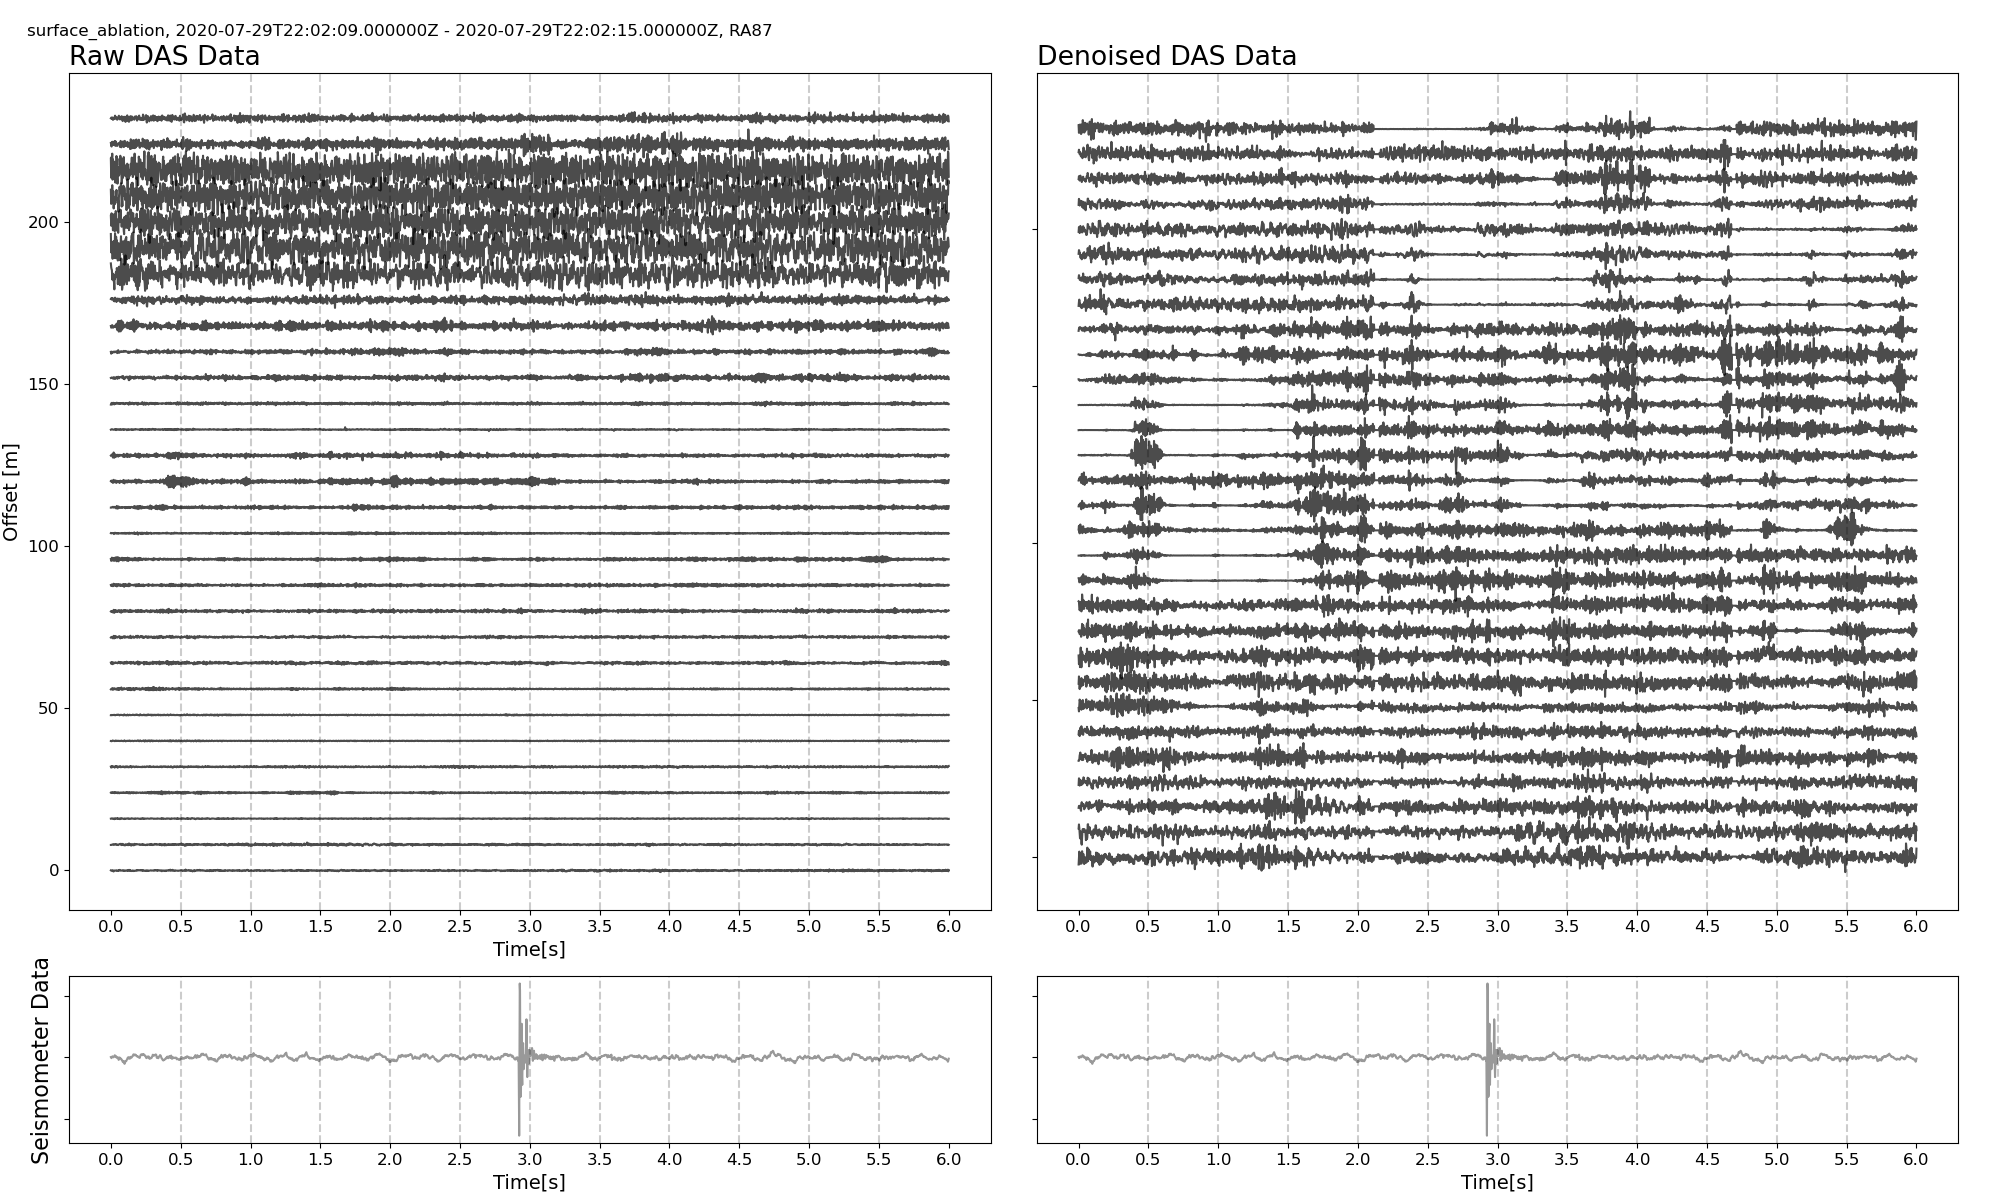 surface_ablation, 2020-07-29T22:02:09.000000Z - 2020-07-29T22:02:15.000000Z, RA87
Raw DAS Data
Denoised DAS Data
Offset [m]
200
150
100
50
0
0.0 0.5 1.0 1.5 2.0 2.5 3.0 3.5 4.0 4.5 5.0 5.5 6.0
Time[s]
0.0 0.5 1.0 1.5 2.0 2.5 3.0 3.5 4.0 4.5 5.0 5.5 6.0
Seismometer Data
0.0 0.5 1.0 1.5 2.0 2.5 3.0 3.5 4.0 4.5 5.0 5.5 6.0
Time[s]
0.0 0.5 1.0 1.5 2.0 2.5 3.0 3.5 4.0 4.5 5.0 5.5 6.0
Time[s]